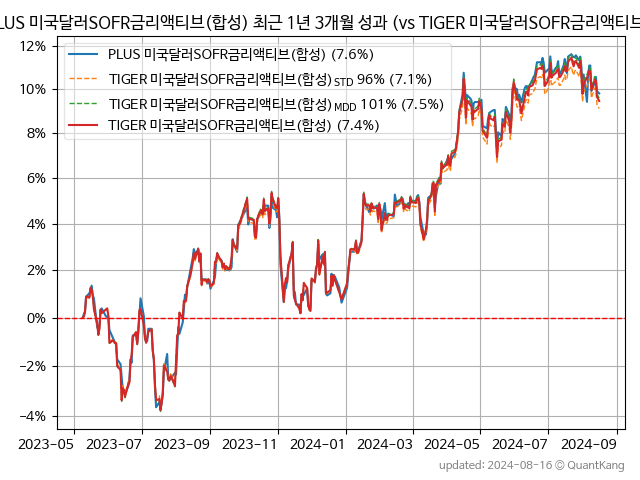 PLUS 미국달러SOFR금리액티브(합성) 최근 1년 3개월 성과 (vs TIGER 미국달러SOFR금리액티브
12%
10%
8%
6%
4%
2%
0%
−2%
−4%
PLUS 미국달러SOFR금리액티브(합성) (7.6%)
TIGER 미국달러SOFR금리액티브(합성) STD 96% (7.1%)
TIGER 미국달러SOFR금리액티브(합성) MDD 101% (7.5%)
TIGER 미국달러SOFR금리액티브(합성) (7.4%)
2023-05 2023-07 2023-09 2023-11 2024-01 2024-03 2024-05 2024-07 2024-09
updated: 2024-08-16 © QuantKang